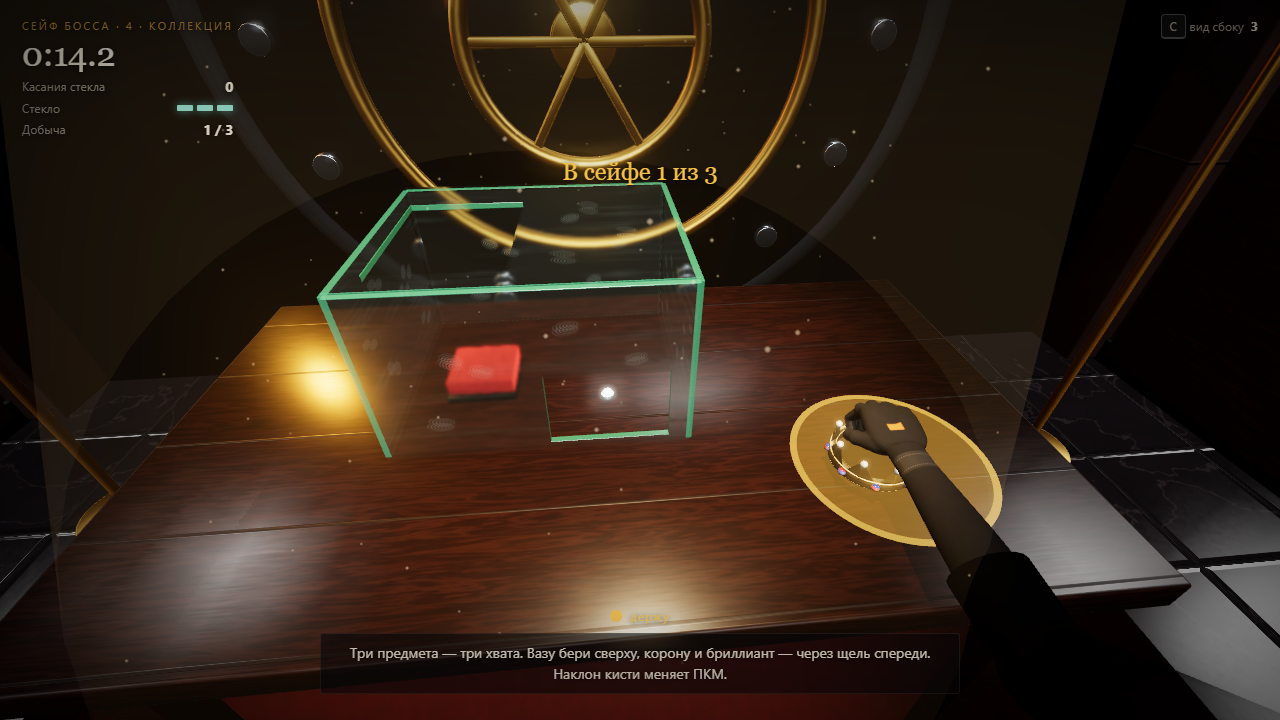 СЕЙФ БОССА · 4 · КОЛЛЕКЦИЯ
0:14.2
Касания стекла 0
Стекло
Добыча 1 / 3
C вид сбоку 3
В сейфе 1 из 3
Три предмета — три хвата. Вазу бери сверху, корону и бриллиант — через щель спереди.
Наклон кисти меняет ПКМ.